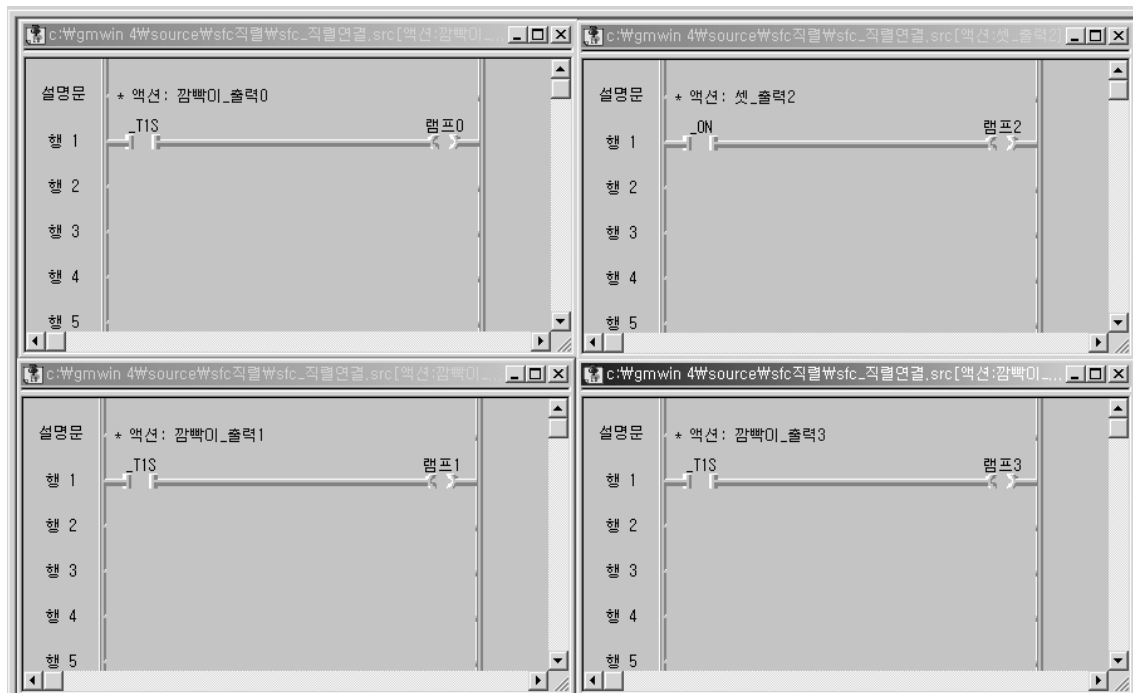 c:₩gmwin 4₩source₩sfc직렬₩sfc_직렬연결.src[액션:깜빡이_...
설명문
* 액션: 깜빡이_출력0
_T1S
램프0
행 1
행 2
행 3
행 4
행 5
c:₩gmwin 4₩source₩sfc직렬₩sfc_직렬연결.src[액션:셋_출력2]
설명문
* 액션: 셋_출력2
_ON
램프2
행 1
행 2
행 3
행 4
행 5
c:₩gmwin 4₩source₩sfc직렬₩sfc_직렬연결.src[액션:깜빡이_...
설명문
* 액션: 깜빡이_출력1
_T1S
램프1
행 1
행 2
행 3
행 4
행 5
c:₩gmwin 4₩source₩sfc직렬₩sfc_직렬연결.src[액션:깜빡이_...
설명문
* 액션: 깜빡이_출력3
_T1S
램프3
행 1
행 2
행 3
행 4
행 5